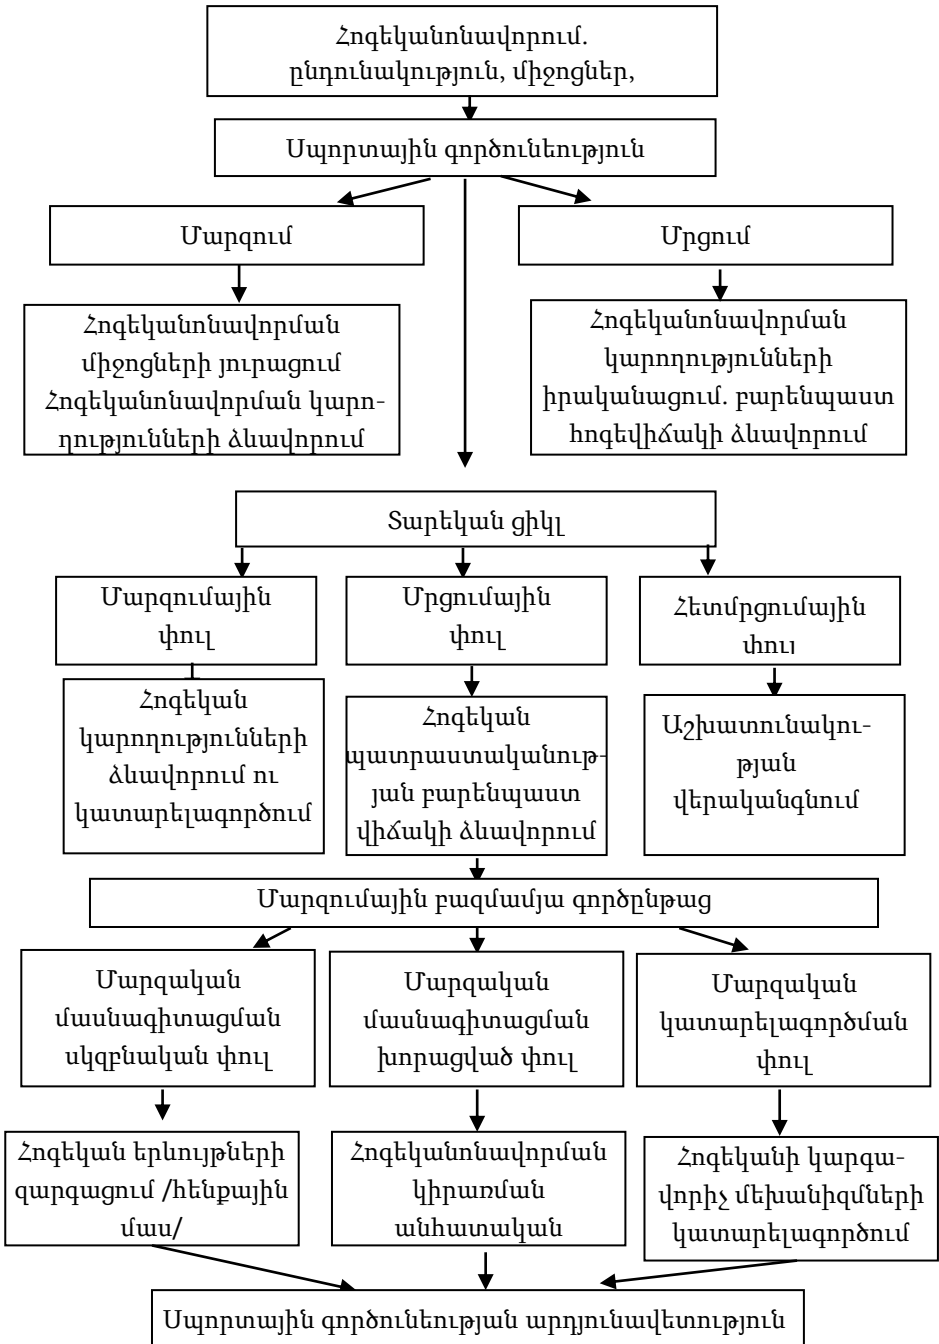 Հոգեկանոնավորում.
ընդունակություն, միջոցներ,
Սպորտային գործունեություն
Մարզում
Մրցում
Հոգեկանոնավորման
միջոցների յուրացում
Հոգեկանոնավորման կարո-
ղությունների ձևավորում
Հոգեկանոնավորման
կարողությունների
իրականացում. բարենպաստ
հոգեվիճակի ձևավորում
Տարեկան ցիկլ
Մարզումային
փուլ
Մրցումային
փուլ
Հետմրցումային
փուլ
Հոգեկան
կարողությունների
ձևավորում ու
կատարելագործում
Հոգեկան
պատրաստականութ-
յան բարենպաստ
վիճակի ձևավորում
Աշխատունակու-
թյան
վերականգնում
Մարզումային բազմամյա գործընթաց
Մարզական
մասնագիտացման
սկզբնական փուլ
Մարզական
մասնագիտացման
խորացված փուլ
Մարզական
կատարելագործման
փուլ
Հոգեկան երևույթների
զարգացում /հենքային
մաս/
Հոգեկանոնավորման
կիրառման
անհատական
Հոգեկանի կարգա-
վորիչ մեխանիզմների
կատարելագործում
Սպորտային գործունեության արդյունավետություն